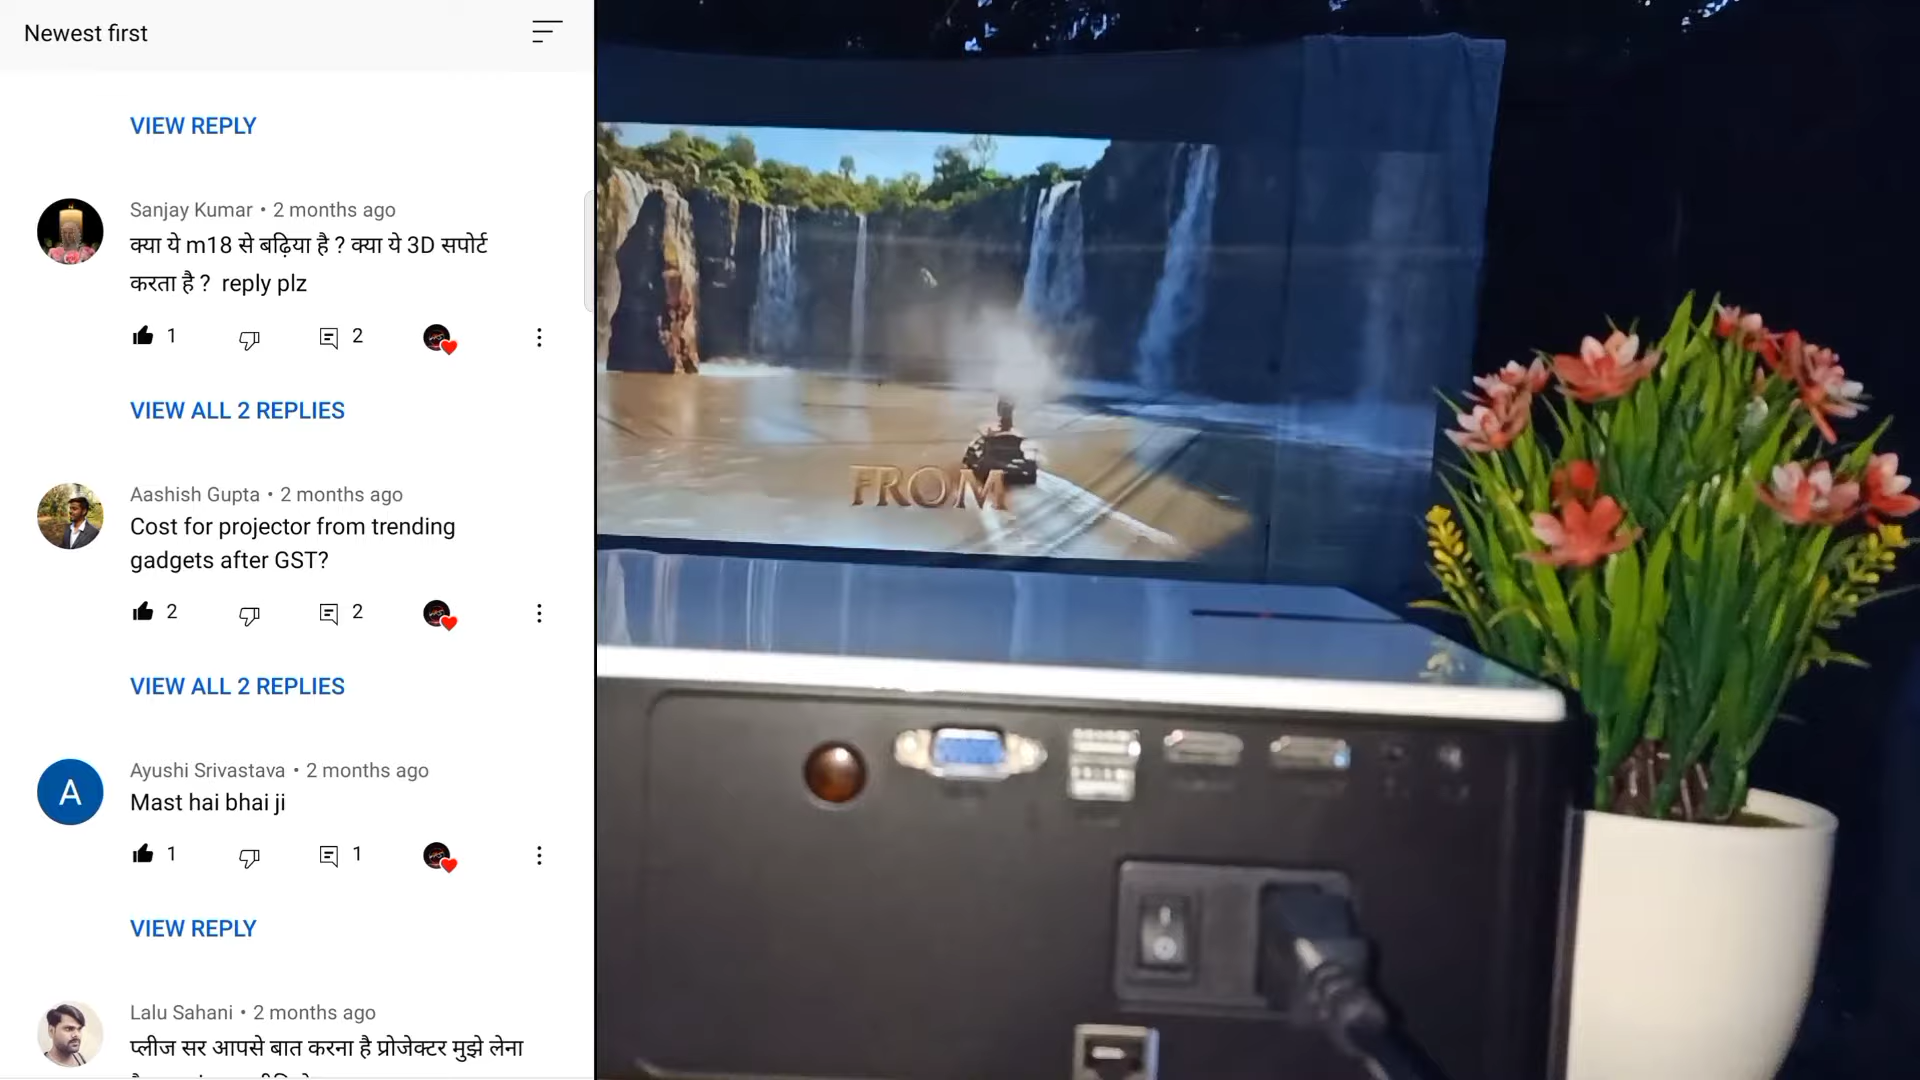 Newest first
VIEW REPLY
Sanjay Kumar • 2 months ago
क्या ये m18 से बढ़िया है ? क्या ये 3D सपोर्ट
करता है ? reply plz
1
2
VIEW ALL 2 REPLIES
Aashish Gupta • 2 months ago
Cost for projector from trending
gadgets after GST?
2
2
VIEW ALL 2 REPLIES
A
Ayushi Srivastava • 2 months ago
Mast hai bhai ji
1
1
VIEW REPLY
Lalu Sahani • 2 months ago
प्लीज सर आपसे बात करना है प्रोजेक्टर मुझे लेना
FROM